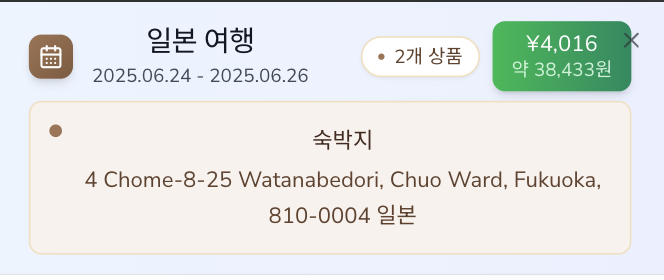 일본 여행
2025.06.24 - 2025.06.26
2개 상품
¥4,016
약 38,433원
숙박지
4 Chome-8-25 Watanabedori, Chuo Ward, Fukuoka,
810-0004 일본